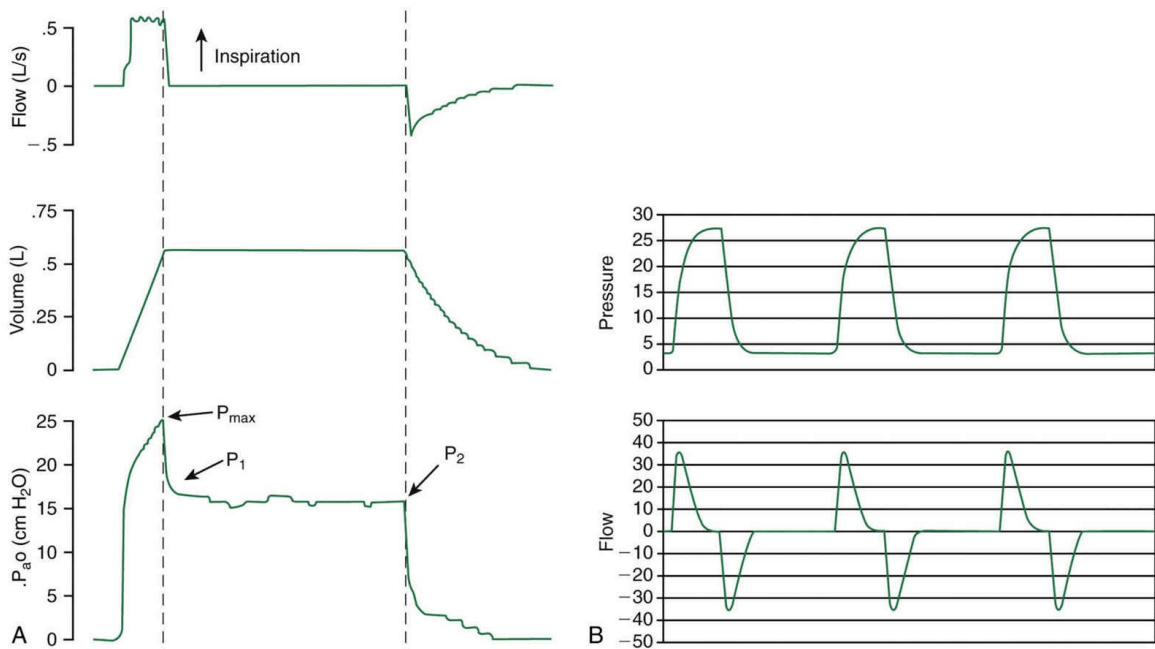 Flow (L/s)
.5
0
−.5
Inspiration
Volume (L)
.75
.5
.25
0
.Pao (cm H2O)
25
20
15
10
5
0
Pmax
P1
P2
A
Pressure
30
25
20
15
10
5
0
Flow
50
40
30
20
10
0
−10
−20
−30
−40
−50
B